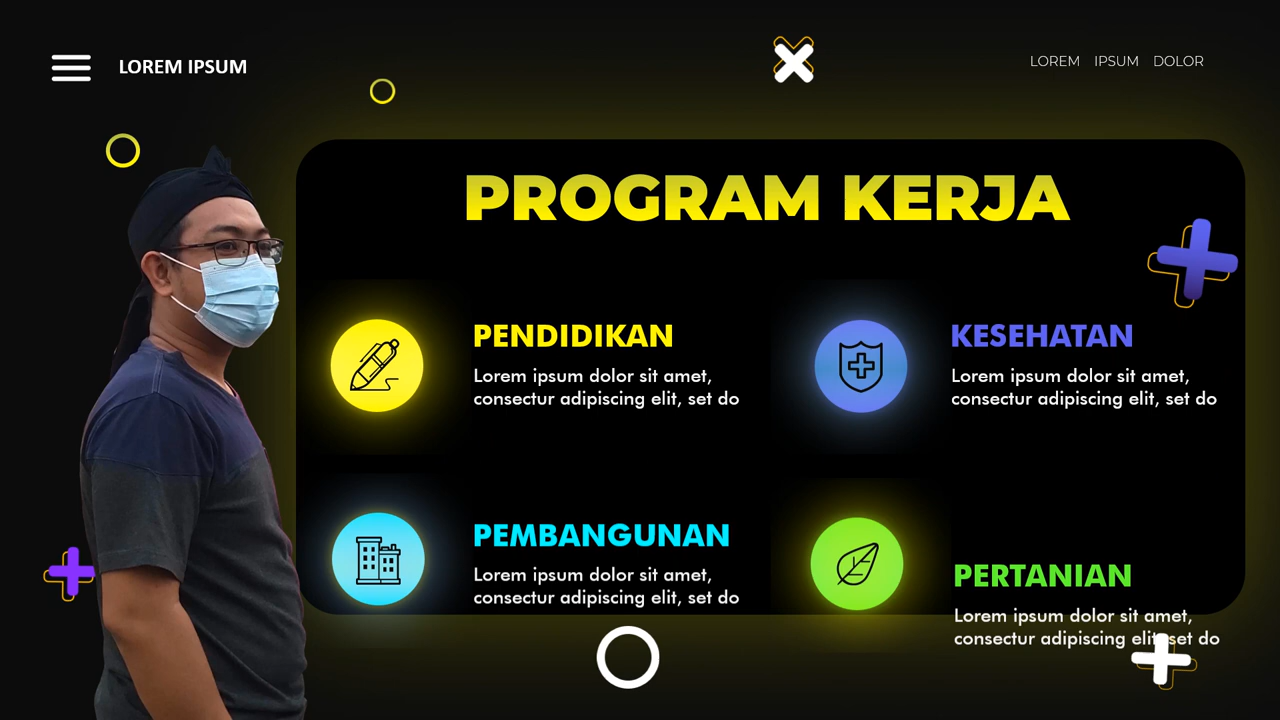 LOREM IPSUM
LOREM IPSUM DOLOR
PROGRAM KERJA
PENDIDIKAN
Lorem ipsum dolor sit amet,
consectur adipiscing elit, set do
KESEHATAN
Lorem ipsum dolor sit amet,
consectur adipiscing elit, set do
PEMBANGUNAN
Lorem ipsum dolor sit amet,
consectur adipiscing elit, set do
PERTANIAN
Lorem ipsum dolor sit amet,
consectur adipiscing elit, set do